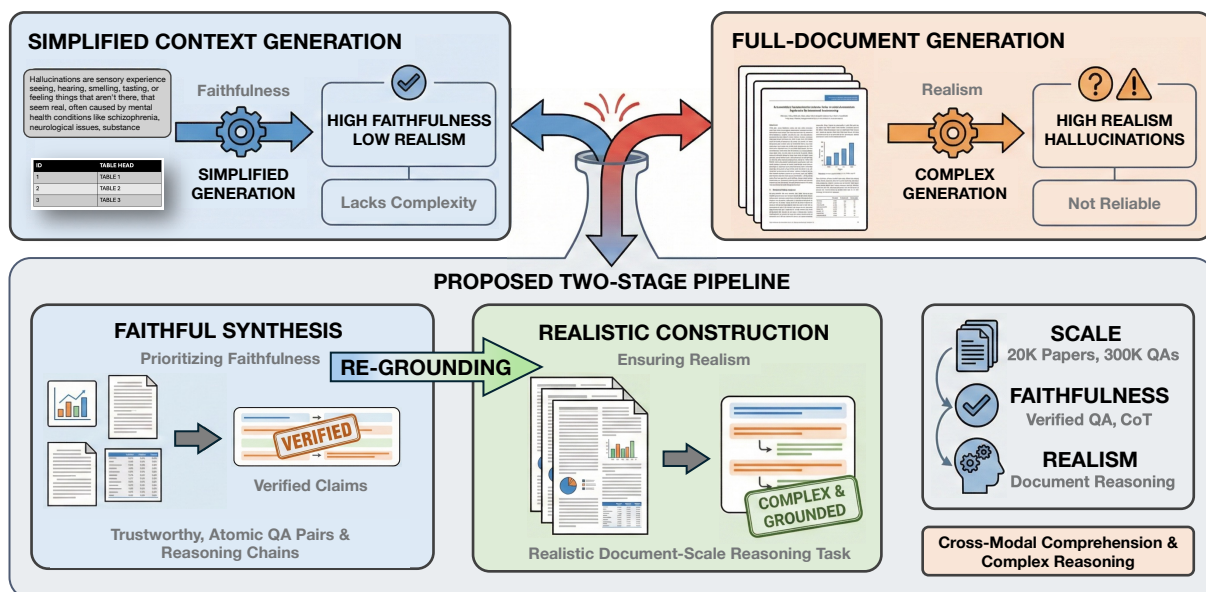 SIMPLIFIED CONTEXT GENERATION
Hallucinations are sensory experience
seeing, hearing, smelling, tasting, or
feeling things that aren't there, that
seem real, often caused by mental
health conditions like schizophrenia,
neurological issues, substance
ID TABLE HEAD
1 TABLE 1
2 TABLE 2
3 TABLE 3
Faithfulness
SIMPLIFIED
GENERATION
HIGH FAITHFULNESS
LOW REALISM
Lacks Complexity
FULL-DOCUMENT GENERATION
Realism
COMPLEX
GENERATION
?
!
HIGH REALISM
HALLUCINATIONS
Not Reliable
PROPOSED TWO-STAGE PIPELINE
FAITHFUL SYNTHESIS
Prioritizing Faithfulness
VERIFIED
Verified Claims
Trustworthy, Atomic QA Pairs &
Reasoning Chains
RE-GROUNDING
REALISTIC CONSTRUCTION
Ensuring Realism
COMPLEX &
GROUNDED
Realistic Document-Scale Reasoning Task
SCALE
20K Papers, 300K QAs
FAITHFULNESS
Verified QA, CoT
REALISM
Document Reasoning
Cross-Modal Comprehension &
Complex Reasoning